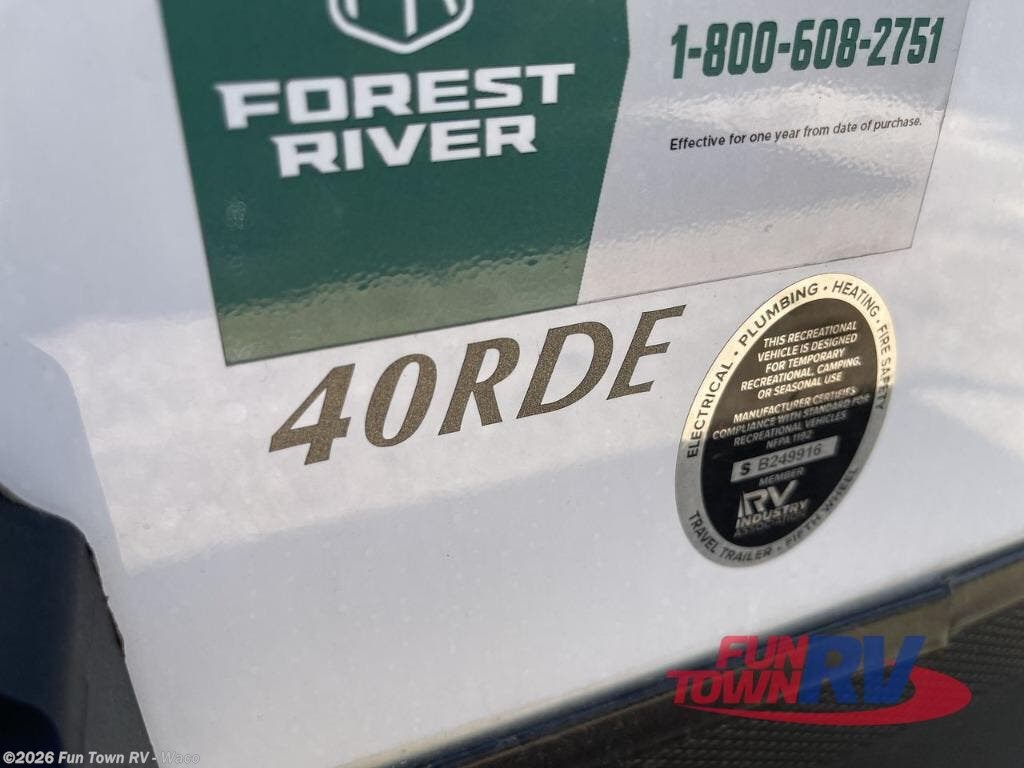 FOREST
RIVER
1-800-608-2751
Effective for one year from date of purchase.
40RDE
ELECTRICAL · PLUMBING · HEATING · FIRE SAFETY
THIS RECREATIONAL
VEHICLE IS DESIGNED
FOR TEMPORARY
RECREATIONAL, CAMPING,
OR SEASONAL USE
MANUFACTURER CERTIFIES
COMPLIANCE WITH STANDARD FOR
RECREATIONAL VEHICLES
NFPA 1192
S B249916
MEMBER
RV
INDUSTRY
ASSOCIATION
TRAVEL TRAILER · FIFTH WHEEL
FUN
TOWN RV
©2026 Fun Town RV - Waco